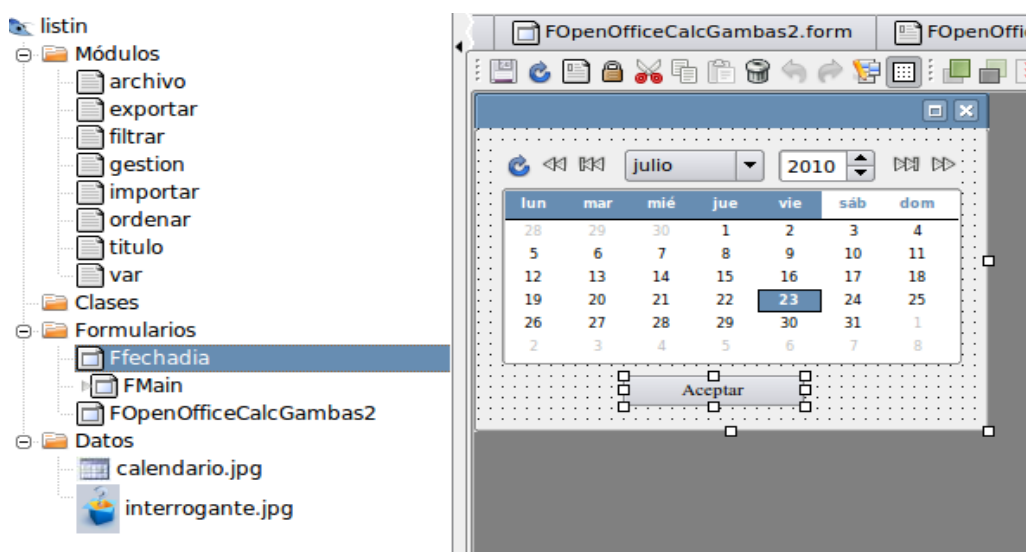 listin
Módulos
archivo
exportar
filtrar
gestion
importar
ordenar
titulo
var
Clases
Formularios
Ffechadia
FMain
FOpenOfficeCalcGambas2
Datos
calendario.jpg
interrogante.jpg
FOpenOfficeCalcGambas2.form FOpenOffi
julio 2010
lun mar mié jue vie sáb dom
28 29 30 1 2 3 4
5 6 7 8 9 10 11
12 13 14 15 16 17 18
19 20 21 22 23 24 25
26 27 28 29 30 31 1
2 3 4 5 6 7 8
Aceptar